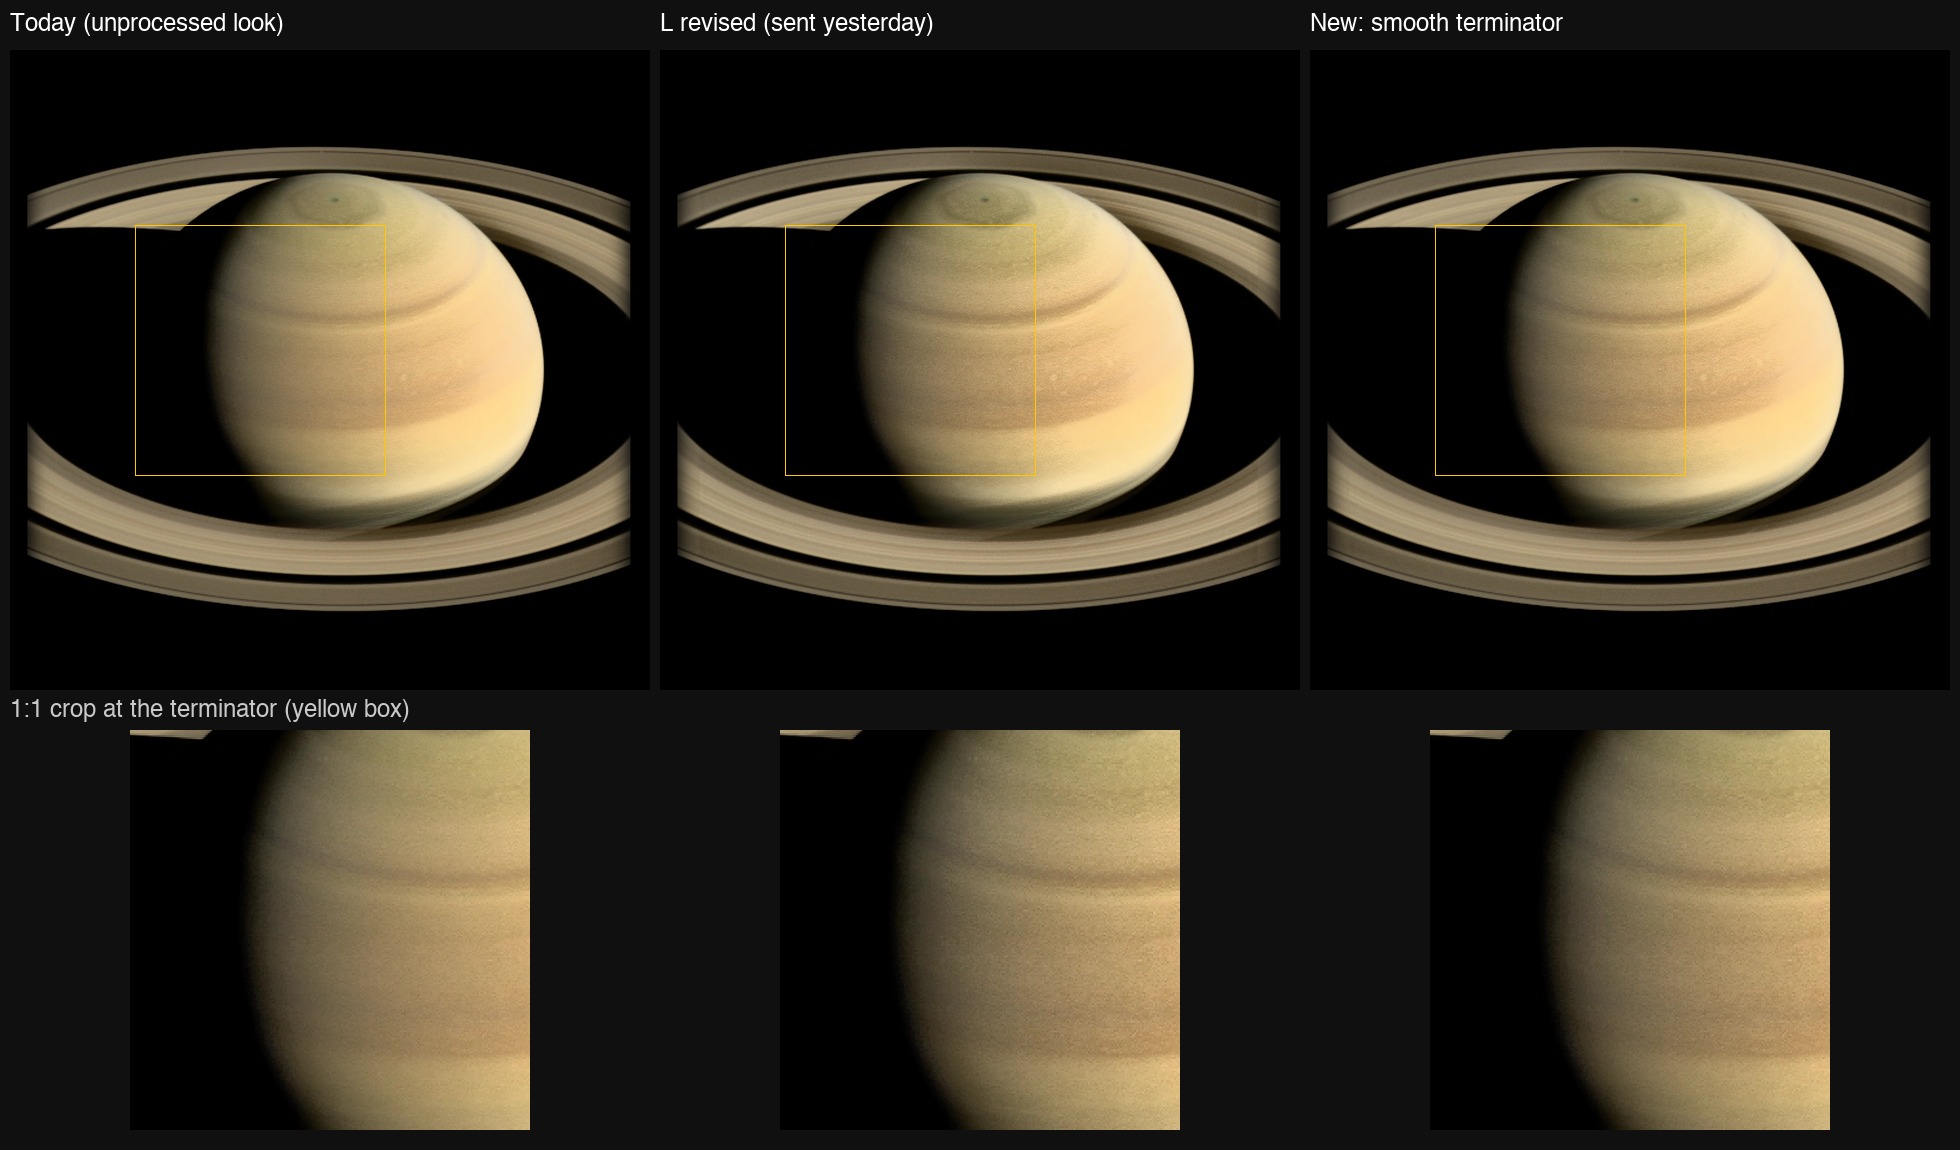 Today (unprocessed look)
L revised (sent yesterday)
New: smooth terminator
1:1 crop at the terminator (yellow box)